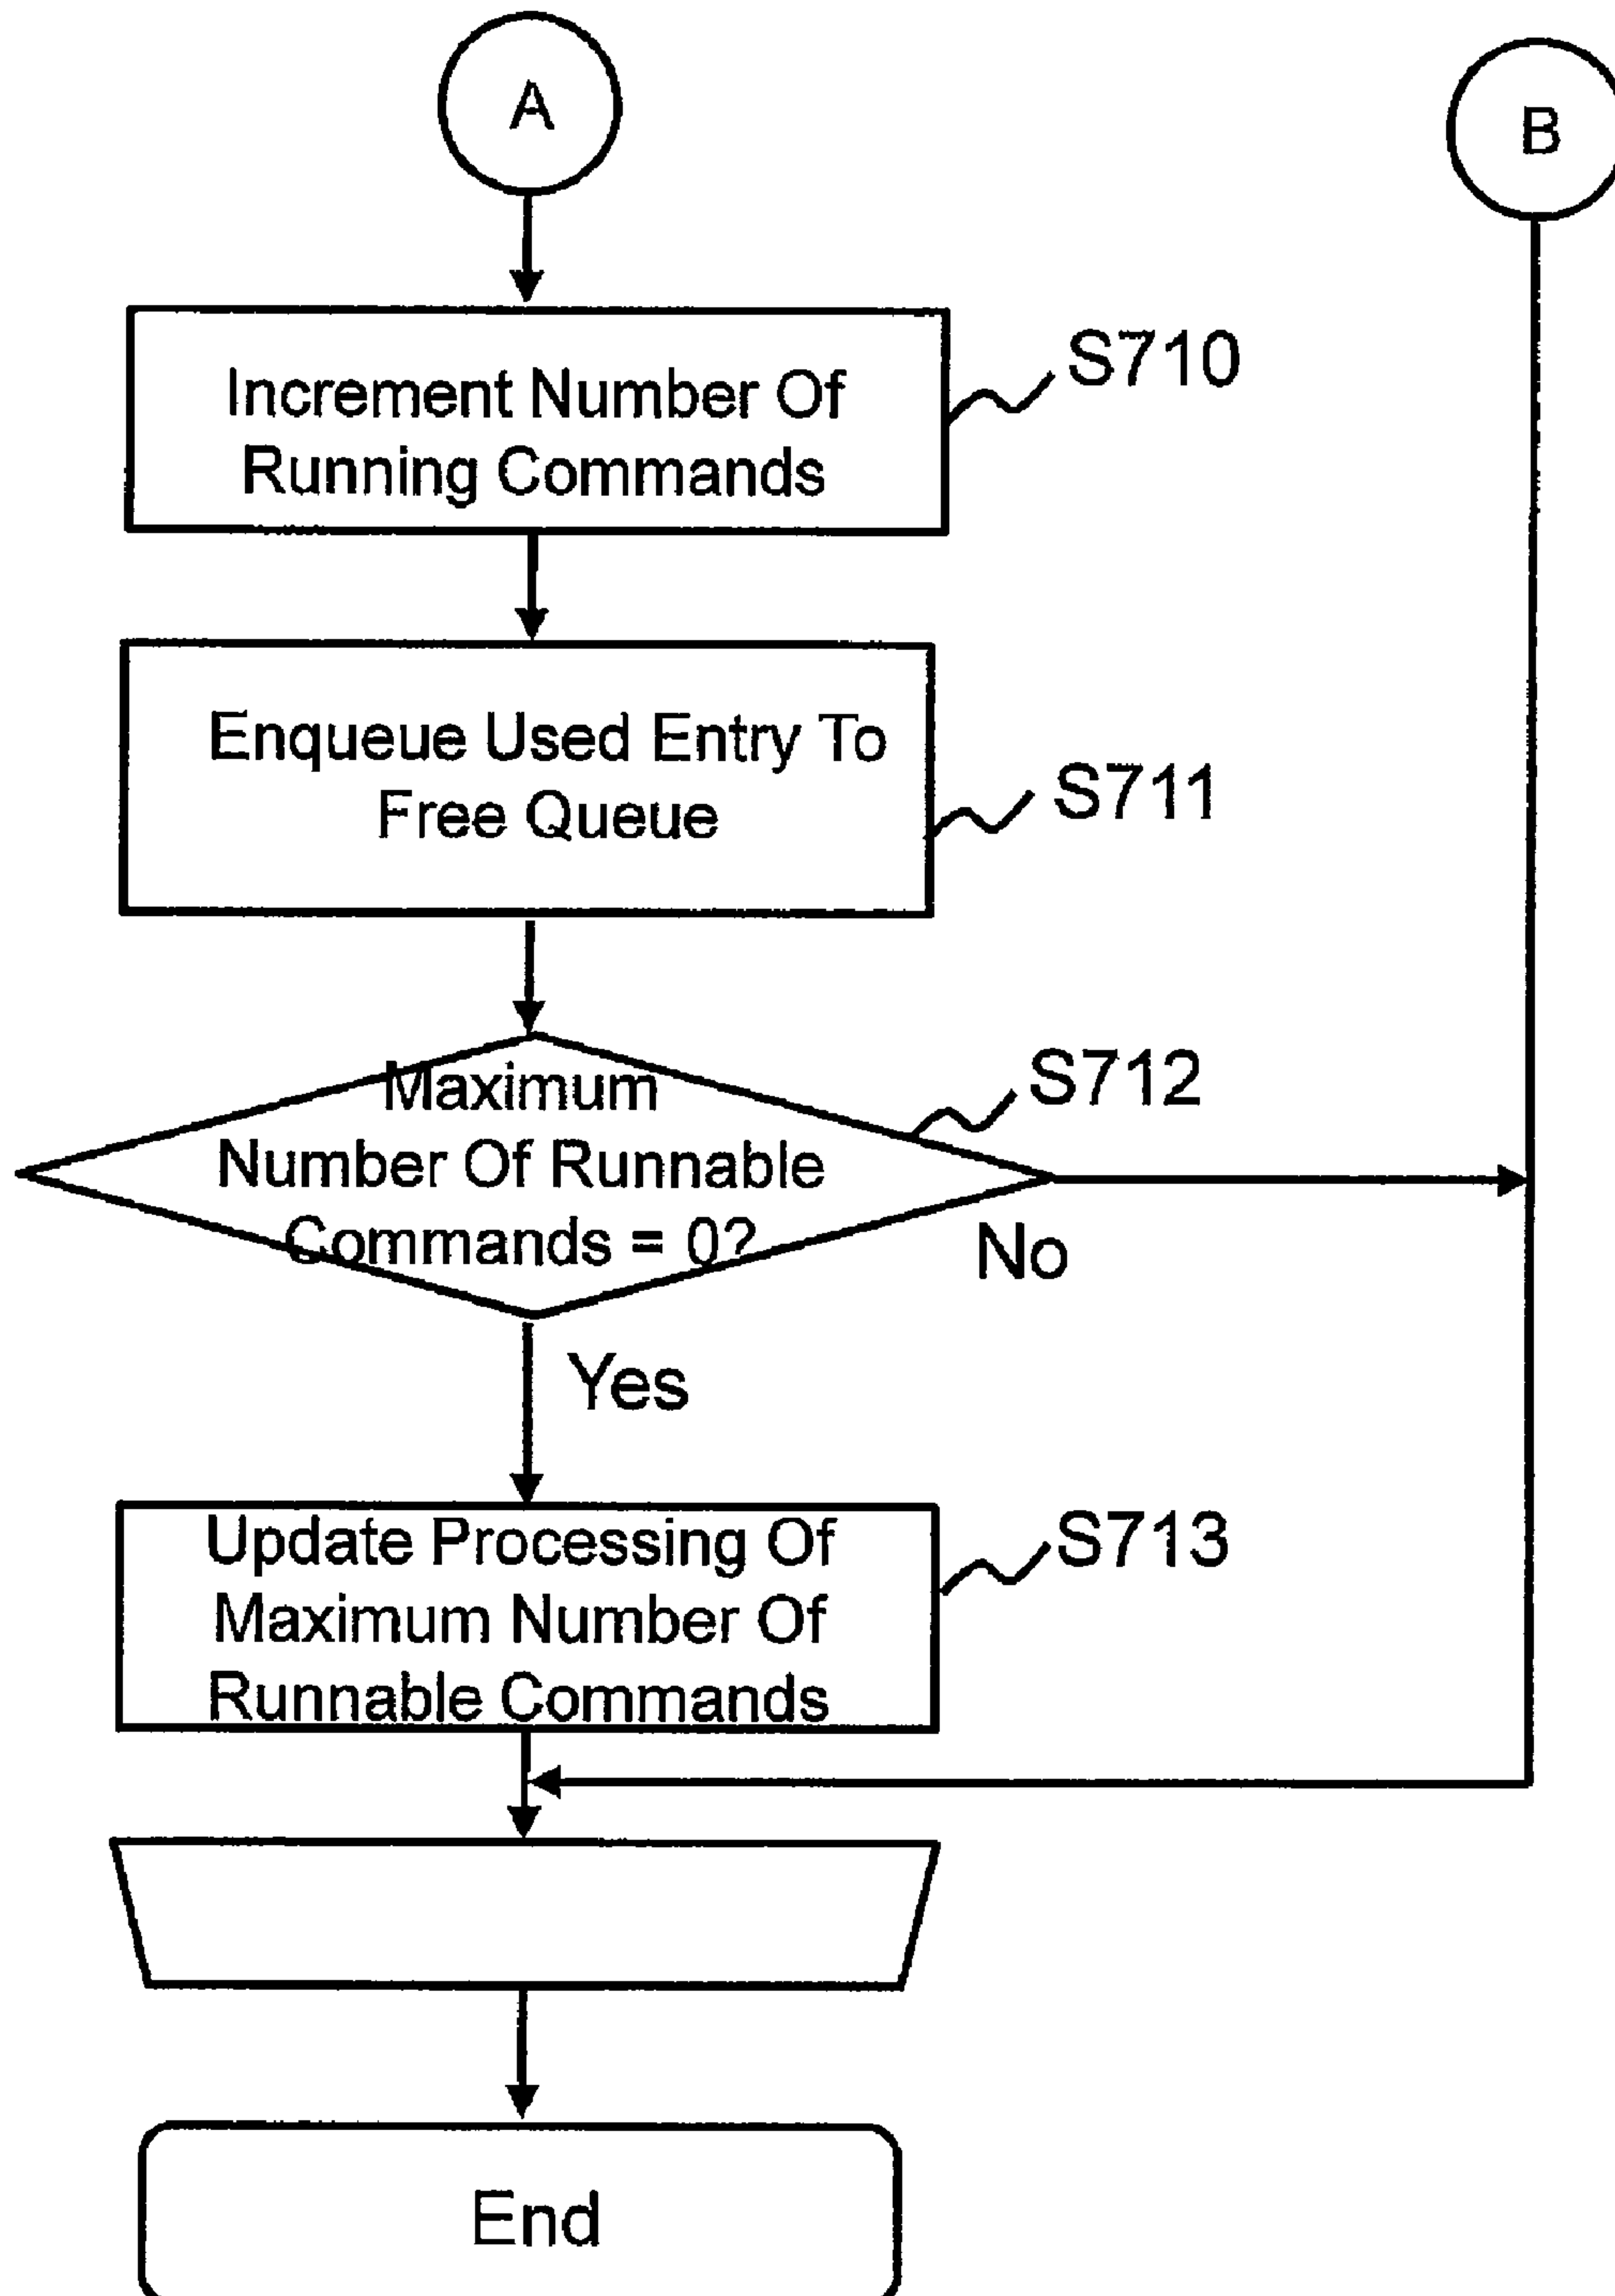 A
B
Increment Number Of
Running Commands
S710
Enqueue Used Entry To
Free Queue
S711
Maximum
Number Of Runnable
Commands = 0?
S712
No
Yes
Update Processing Of
Maximum Number Of
Runnable Commands
S713
End